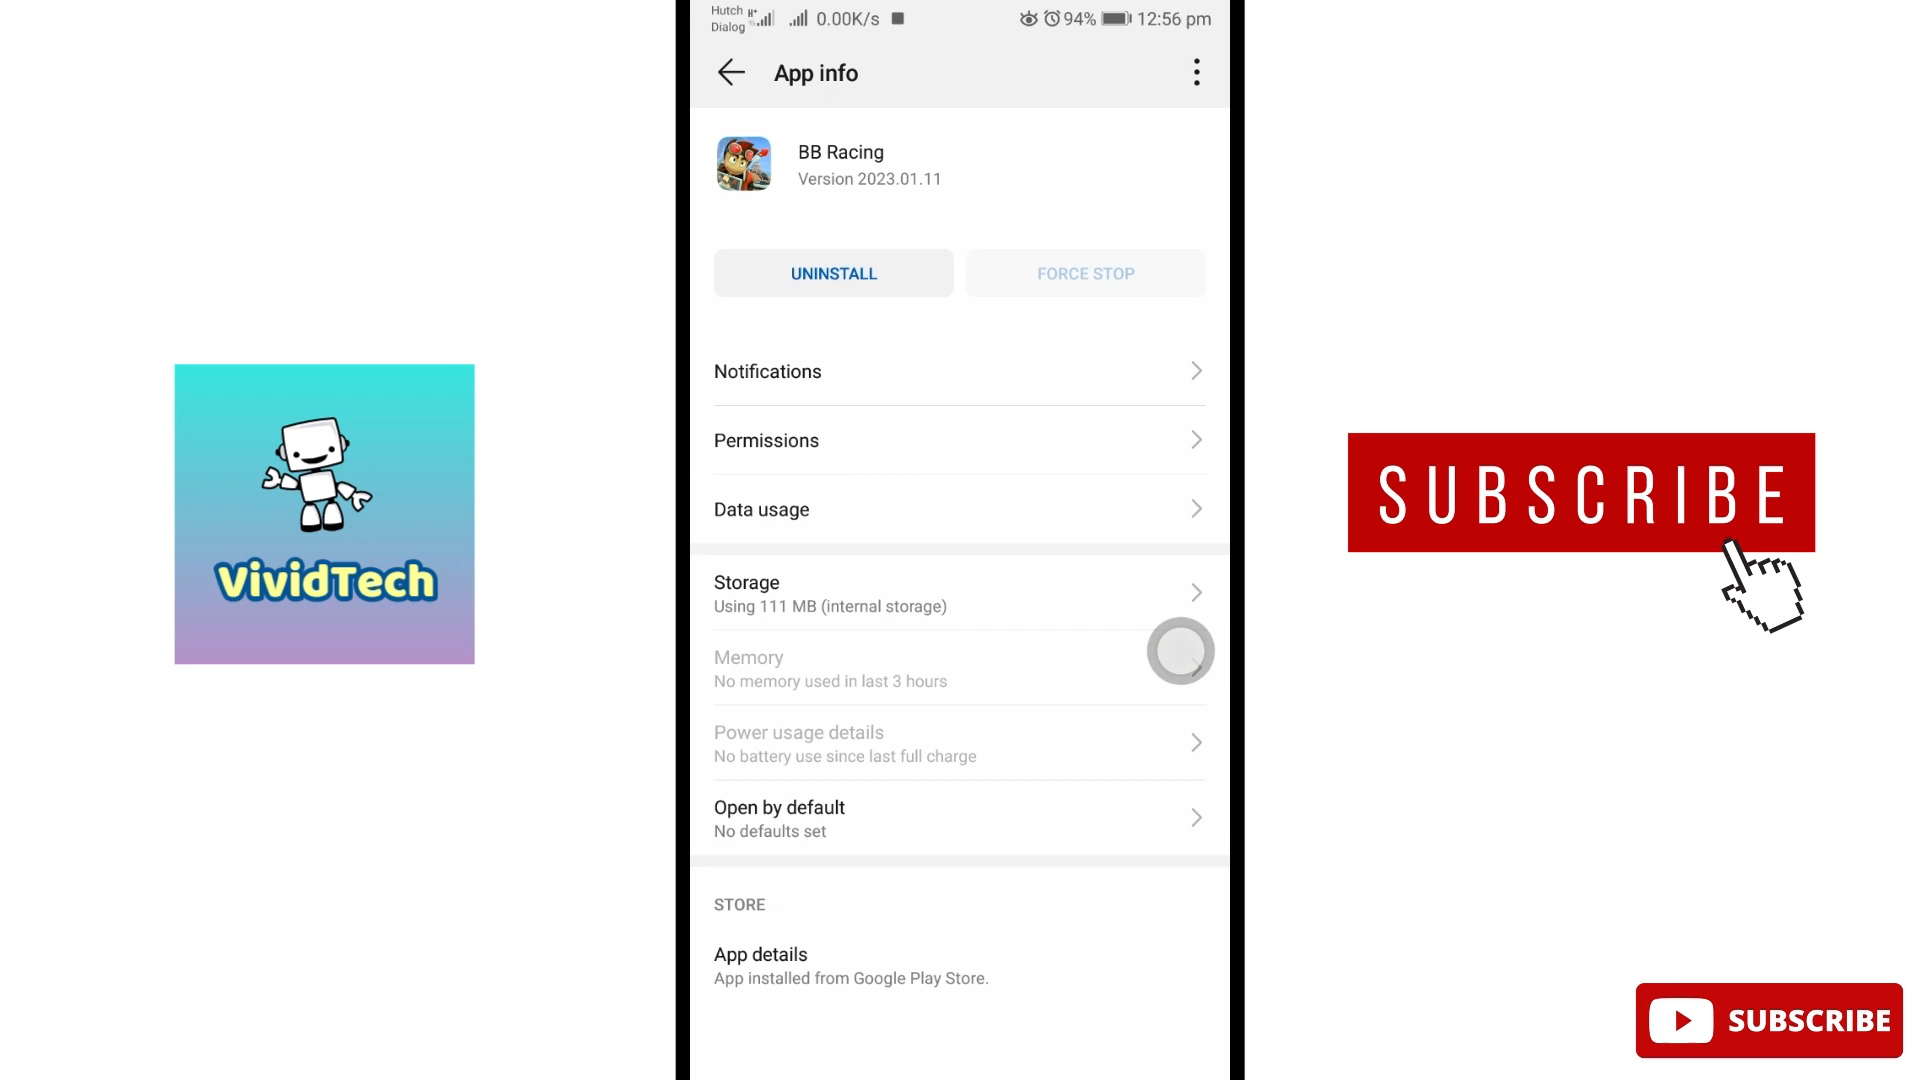 Hutch
Dialog
H+
0.00K/s
94%
12:56 pm
App info
BB Racing
Version 2023.01.11
UNINSTALL
FORCE STOP
Notifications
Permissions
Data usage
Storage
Using 111 MB (internal storage)
Memory
No memory used in last 3 hours
Power usage details
No battery use since last full charge
Open by default
No defaults set
STORE
App details
App installed from Google Play Store.
VividTech
SUBSCRIBE
SUBSCRIBE